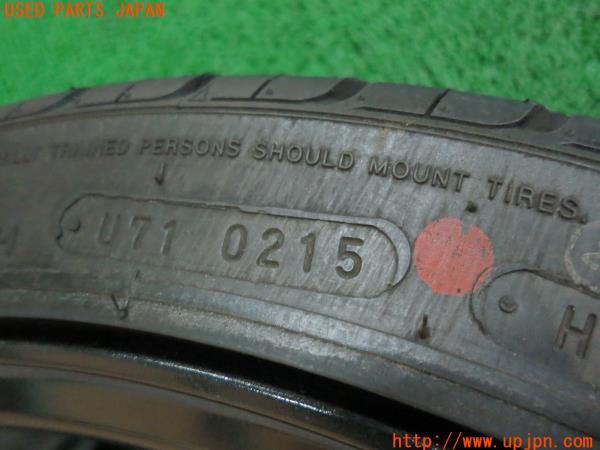 USED PARTS JAPAN
TRAINED PERSONS SHOULD MOUNT TIRES.
U71 0215
H
http://www.upjpn.com/